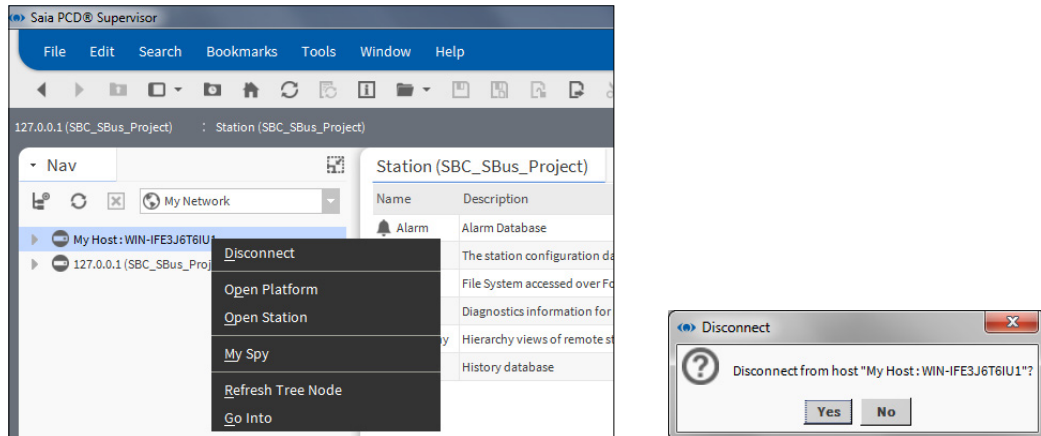 Saia PCD® Supervisor
File Edit Search Bookmarks Tools Window Help
127.0.0.1 (SBC_SBus_Project) : Station (SBC_SBus_Project)
Nav
My Network
My Host : WIN-IFE3J6T6IU1
127.0.0.1 (SBC_SBus_Proj
Disconnect
Open Platform
Open Station
My Spy
Refresh Tree Node
Go Into
Station (SBC_SBus_Project)
Name Description
Alarm Alarm Database
The station configuration da
File System accessed over Fo
Diagnostics information for
y Hierarchy views of remote st
History database
Disconnect
Disconnect from host "My Host : WIN-IFE3J6T6IU1"?
Yes No